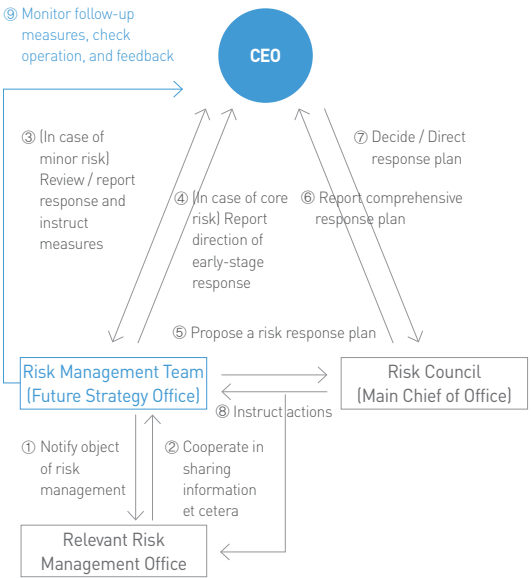 ⑨ Monitor follow-up
measures, check
operation, and feedback
CEO
③ (In case of
minor risk)
Review / report
response and
instruct
measures
④ (In case of core
risk) Report
direction of
early-stage
response
⑦ Decide / Direct
response plan
⑥ Report comprehensive
response plan
⑤ Propose a risk response plan
Risk Management Team
(Future Strategy Office)
Risk Council
(Main Chief of Office)
⑧ Instruct actions
① Notify object
of risk
management
② Cooperate in
sharing
information
et cetera
Relevant Risk
Management Office